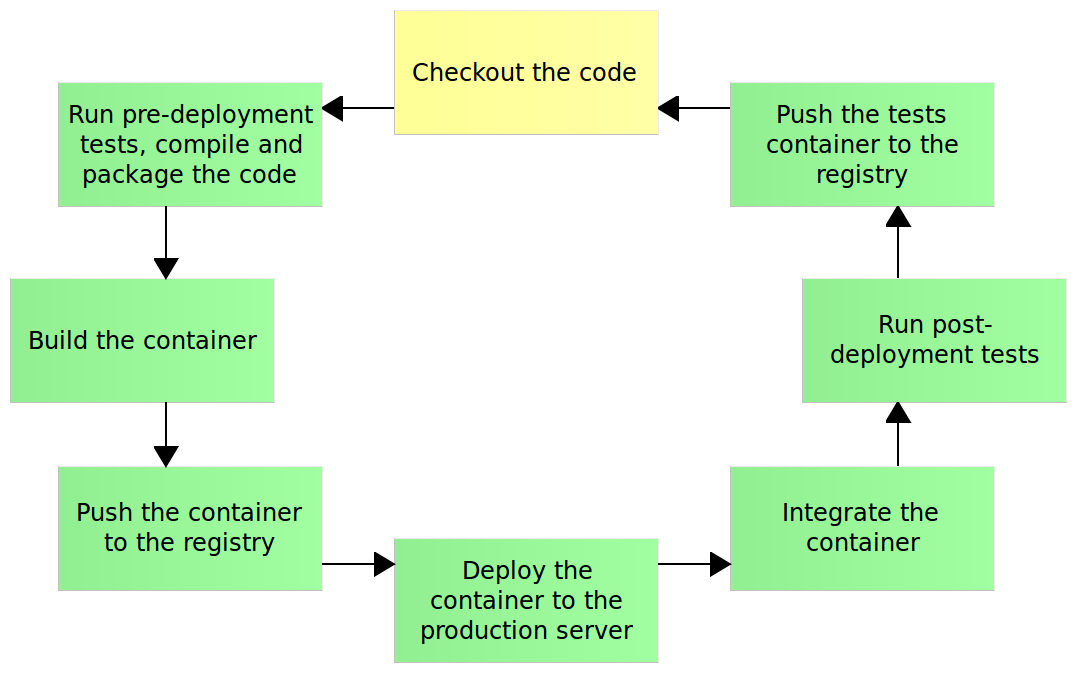 Checkout the code
Run pre-deployment
tests, compile and
package the code
Build the container
Push the container
to the registry
Deploy the
container to the
production server
Integrate the
container
Run post-
deployment tests
Push the tests
container to the
registry